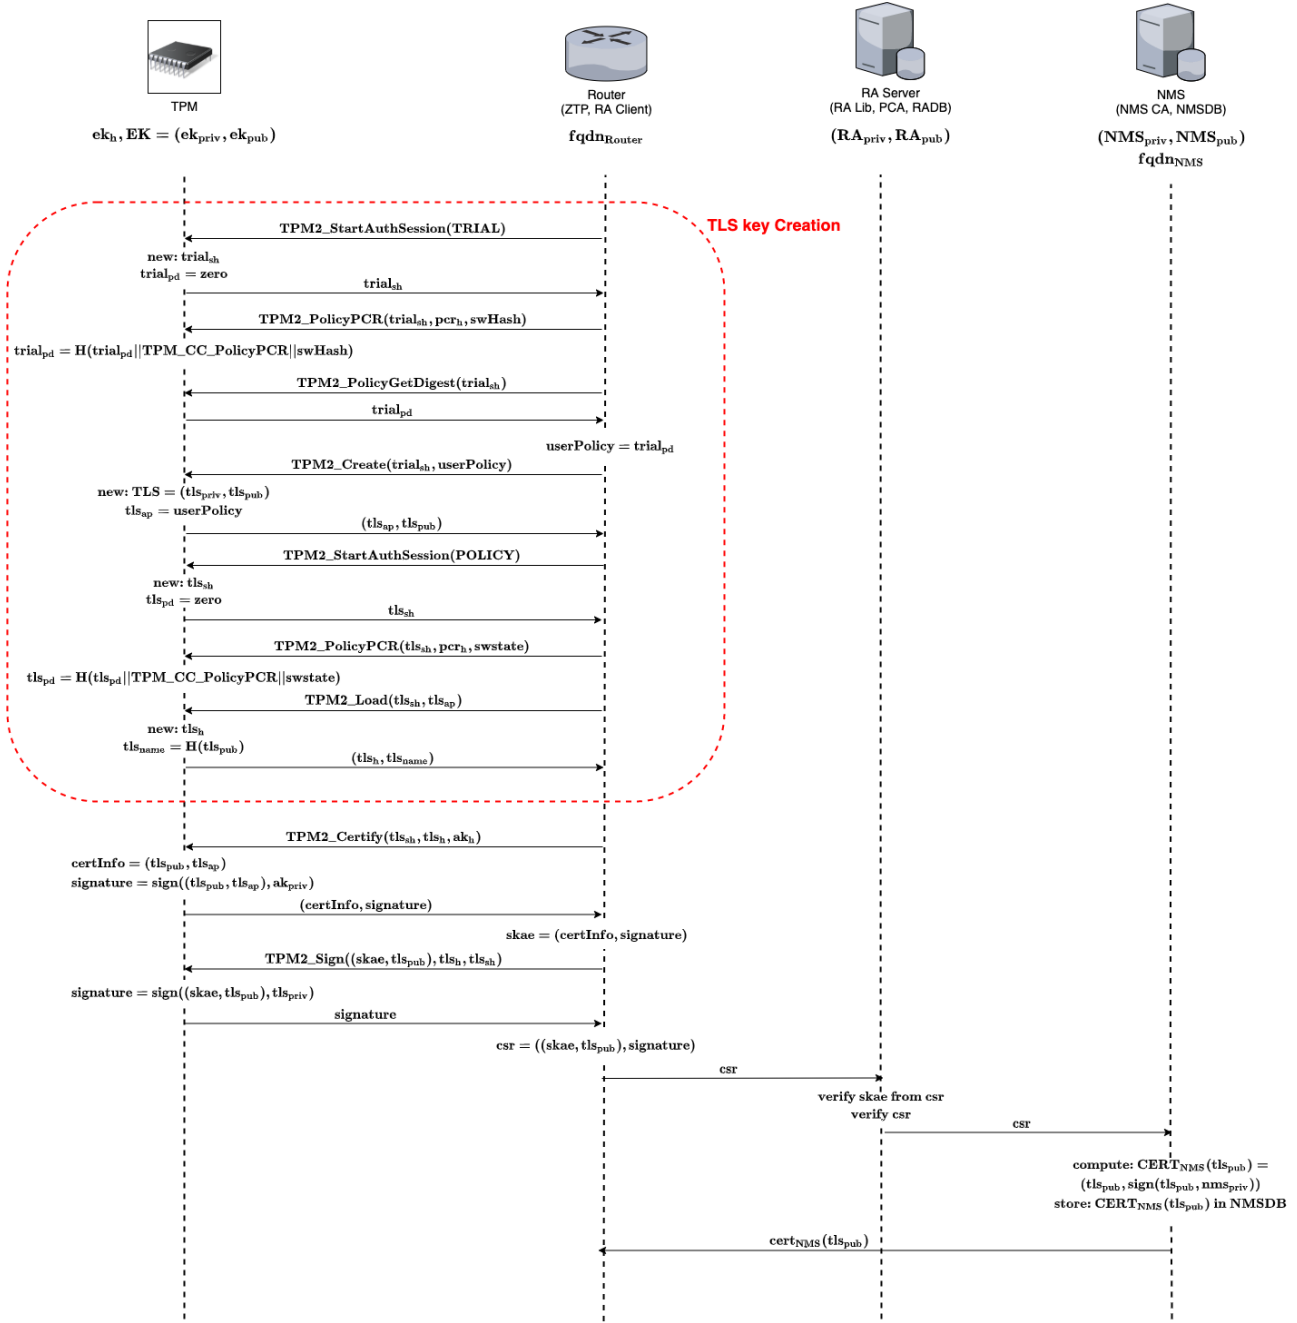 TPM
Router
(ZTP, RA Client)
RA Server
(RA Lib, PCA, RADB)
NMS
(NMS CA, NMSDB)
ek_h, EK = (ek_priv, ek_pub)
fqdn_Router
(RA_priv, RA_pub)
(NMS_priv, NMS_pub)
fqdn_NMS
TLS key Creation
TPM2_StartAuthSession(TRIAL)
new: trial_sh
trial_pd = zero
trial_sh
TPM2_PolicyPCR(trial_sh, pcr_h, swHash)
trial_pd = H(trial_pd||TPM_CC_PolicyPCR||swHash)
TPM2_PolicyGetDigest(trial_sh)
trial_pd
userPolicy = trial_pd
TPM2_Create(trial_sh, userPolicy)
new: TLS = (tls_priv, tls_pub)
tls_ap = userPolicy
(tls_ap, tls_pub)
TPM2_StartAuthSession(POLICY)
new: tls_sh
tls_pd = zero
tls_sh
TPM2_PolicyPCR(tls_sh, pcr_h, swstate)
tls_pd = H(tls_pd||TPM_CC_PolicyPCR||swstate)
TPM2_Load(tls_sh, tls_ap)
new: tls_h
tls_name = H(tls_pub)
(tls_h, tls_name)
TPM2_Certify(tls_sh, tls_h, ak_h)
certInfo = (tls_pub, tls_ap)
signature = sign((tls_pub, tls_ap), ak_priv)
(certInfo, signature)
skae = (certInfo, signature)
TPM2_Sign((skae, tls_pub), tls_h, tls_sh)
signature = sign((skae, tls_pub), tls_priv)
signature
csr = ((skae, tls_pub), signature)
csr
verify skae from csr
verify csr
csr
compute: CERT_NMS(tls_pub) =
(tls_pub, sign(tls_pub, nms_priv))
store: CERT_NMS(tls_pub) in NMSDB
cert_NMS(tls_pub)